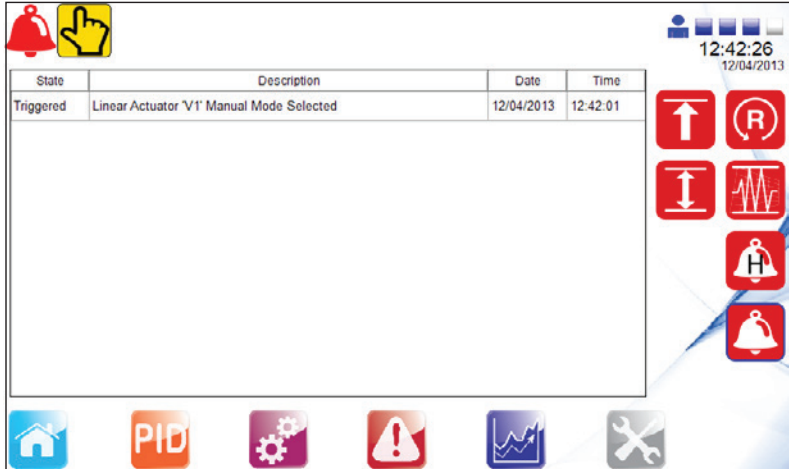 12:42:26
12/04/2013
State Description Date Time
Triggered Linear Actuator 'V1' Manual Mode Selected 12/04/2013 12:42:01
R
H
PID